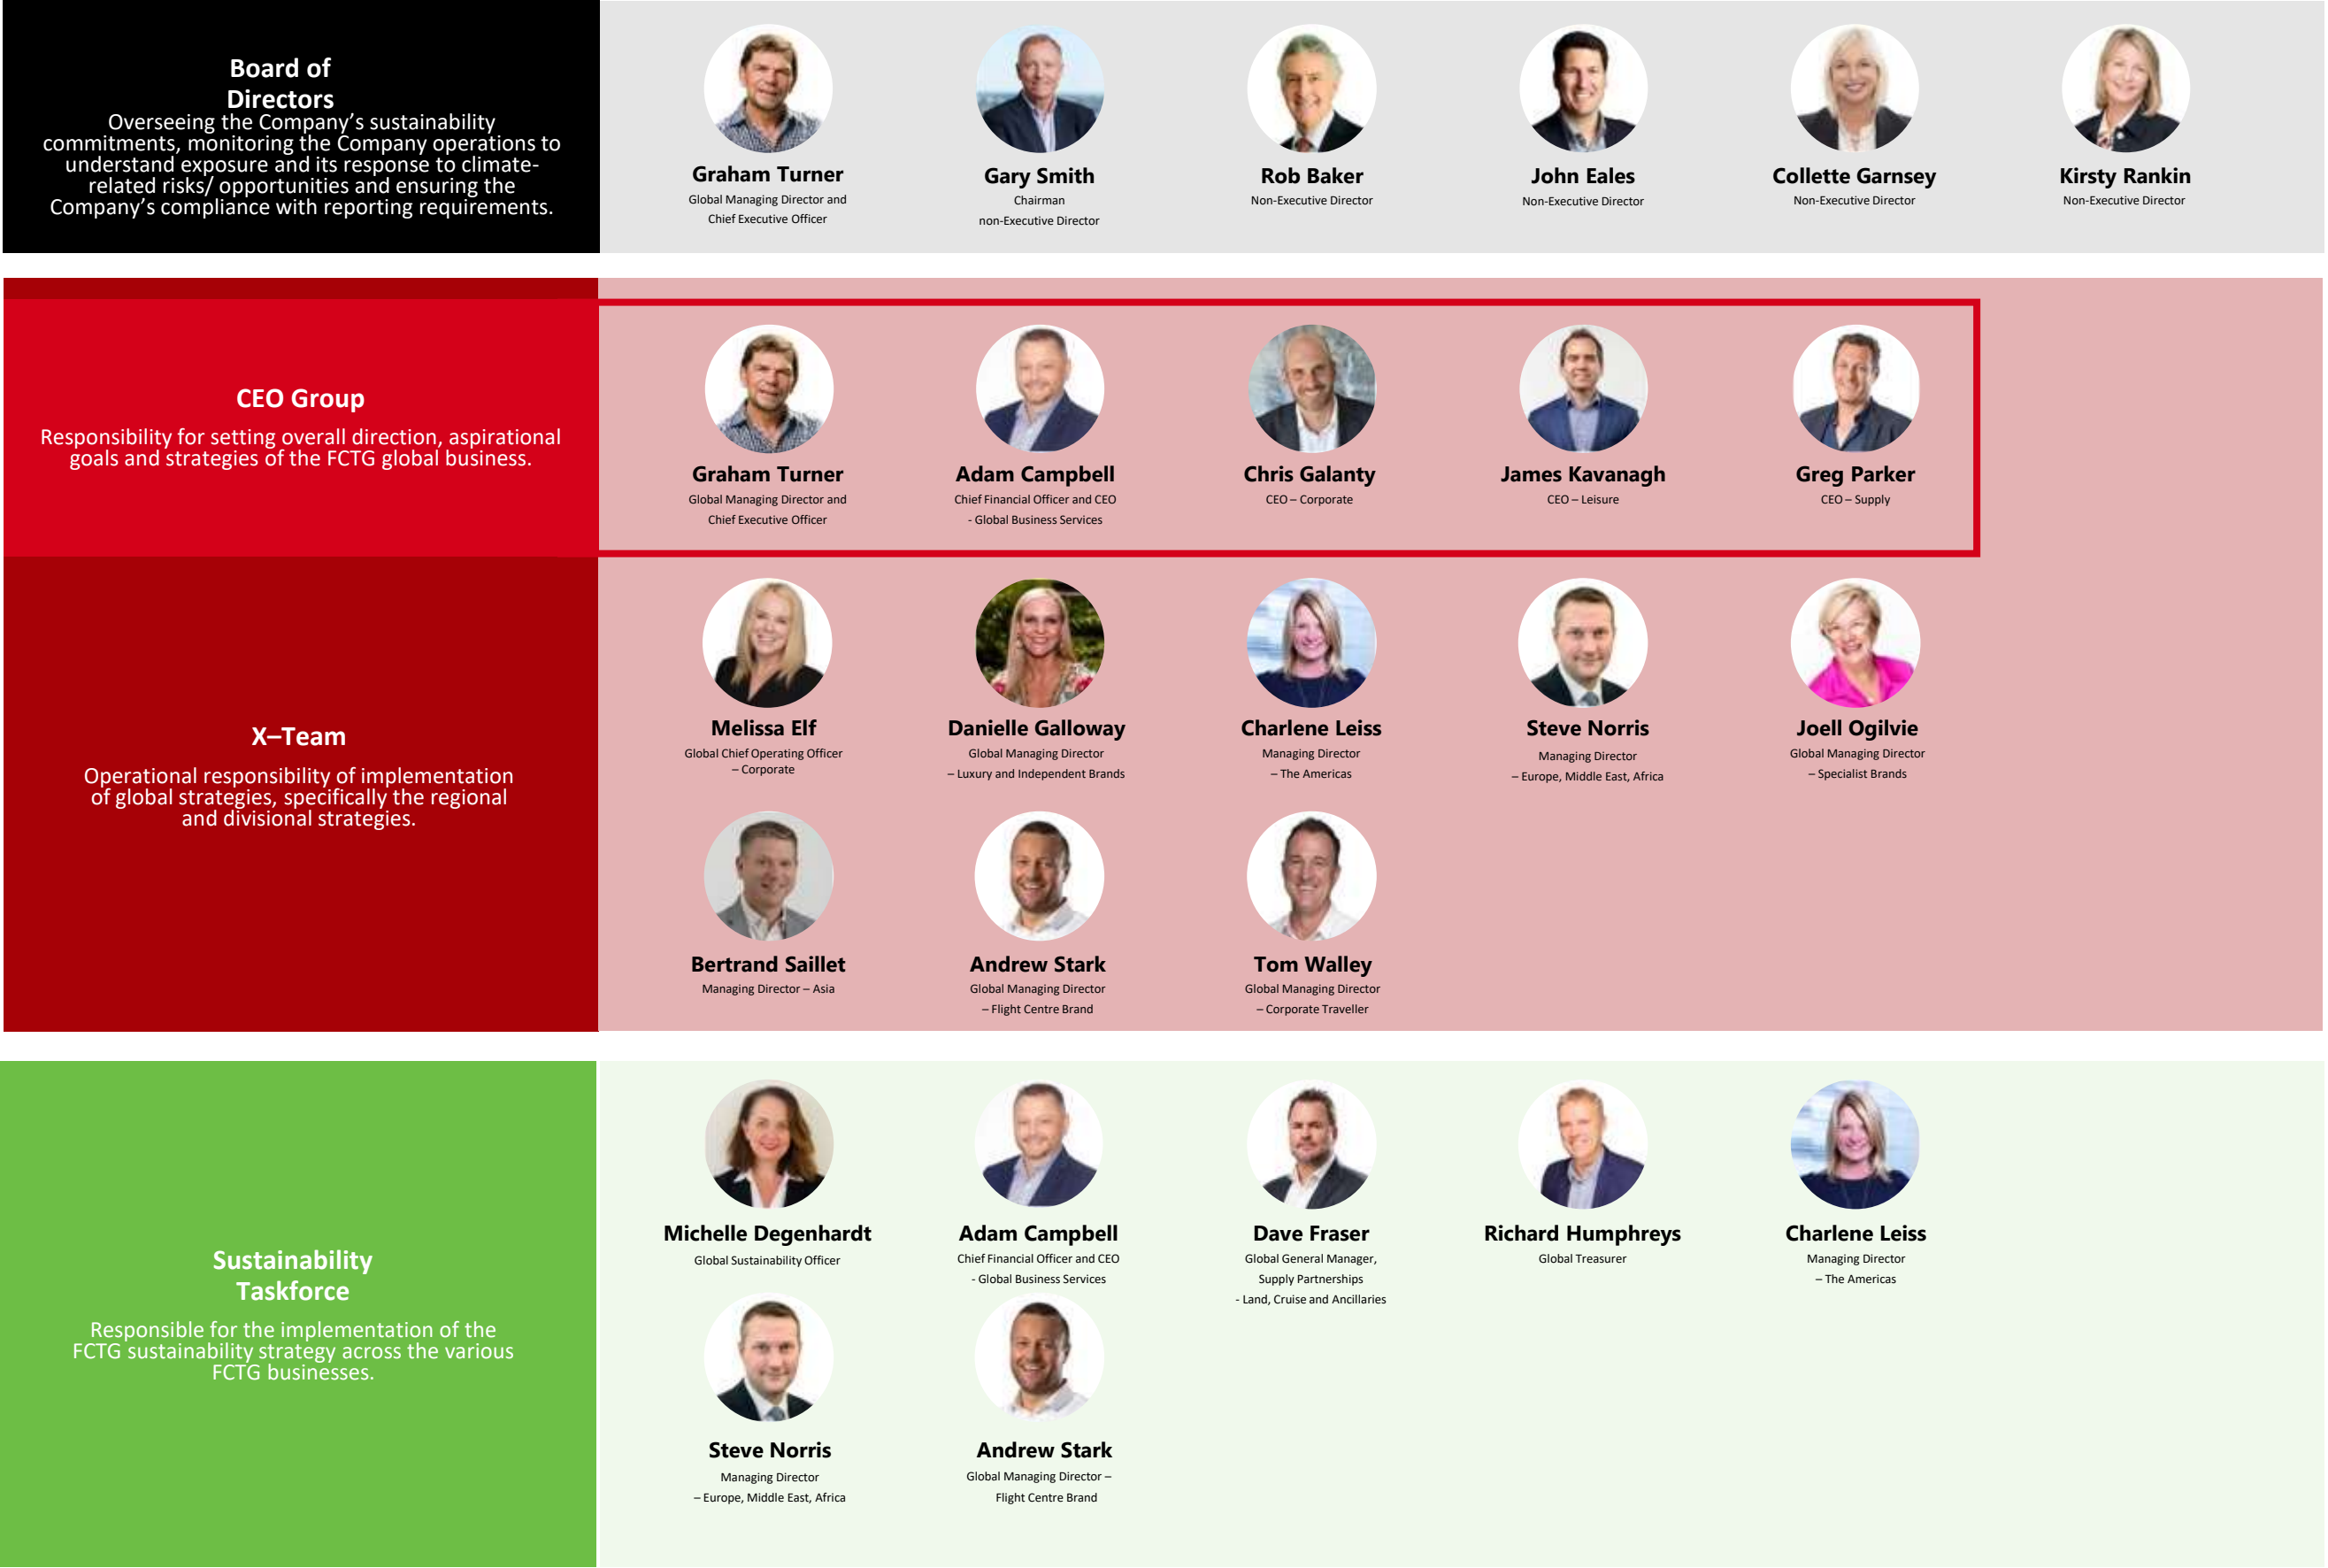 Board of
Directors
Overseeing the Company's sustainability
commitments, monitoring the Company operations to
understand exposure and its response to climate-
related risks/ opportunities and ensuring the
Company's compliance with reporting requirements.
Graham Turner
Global Managing Director and
Chief Executive Officer
Gary Smith
Chairman
non-Executive Director
Rob Baker
Non-Executive Director
John Eales
Non-Executive Director
Collette Garnsey
Non-Executive Director
Kirsty Rankin
Non-Executive Director
CEO Group
Responsibility for setting overall direction, aspirational
goals and strategies of the FCTG global business.
Graham Turner
Global Managing Director and
Chief Executive Officer
Adam Campbell
Chief Financial Officer and CEO
- Global Business Services
Chris Galanty
CEO – Corporate
James Kavanagh
CEO – Leisure
Greg Parker
CEO – Supply
X–Team
Operational responsibility of implementation
of global strategies, specifically the regional
and divisional strategies.
Melissa Elf
Global Chief Operating Officer
– Corporate
Danielle Galloway
Global Managing Director
– Luxury and Independent Brands
Charlene Leiss
Managing Director
– The Americas
Steve Norris
Managing Director
– Europe, Middle East, Africa
Joell Ogilvie
Global Managing Director
– Specialist Brands
Bertrand Saillet
Managing Director – Asia
Andrew Stark
Global Managing Director
– Flight Centre Brand
Tom Walley
Global Managing Director
– Corporate Traveller
Sustainability
Taskforce
Responsible for the implementation of the
FCTG sustainability strategy across the various
FCTG businesses.
Michelle Degenhardt
Global Sustainability Officer
Adam Campbell
Chief Financial Officer and CEO
- Global Business Services
Dave Fraser
Global General Manager,
Supply Partnerships
- Land, Cruise and Ancillaries
Richard Humphreys
Global Treasurer
Charlene Leiss
Managing Director
– The Americas
Steve Norris
Managing Director
– Europe, Middle East, Africa
Andrew Stark
Global Managing Director –
Flight Centre Brand